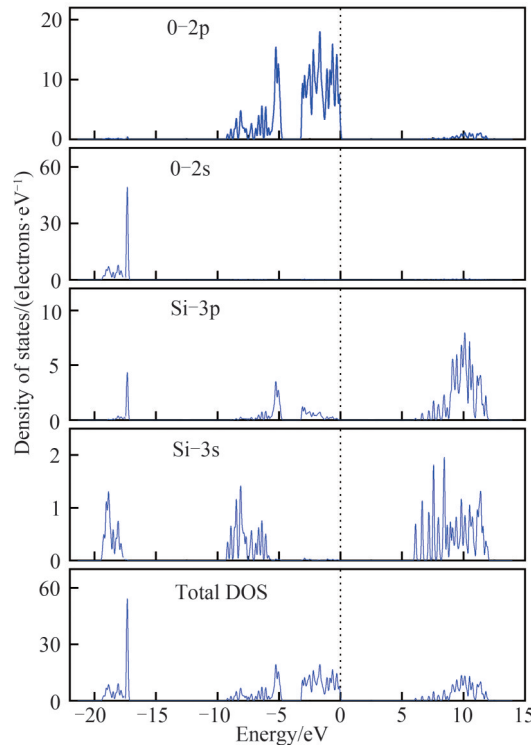 20
10
0
0−2p
60
30
0
0−2s
10
5
0
Si−3p
2
1
0
Si−3s
60
30
0
Total DOS
Density of states/(electrons·eV⁻¹)
−20 −15 −10 −5 0 5 10 15
Energy/eV